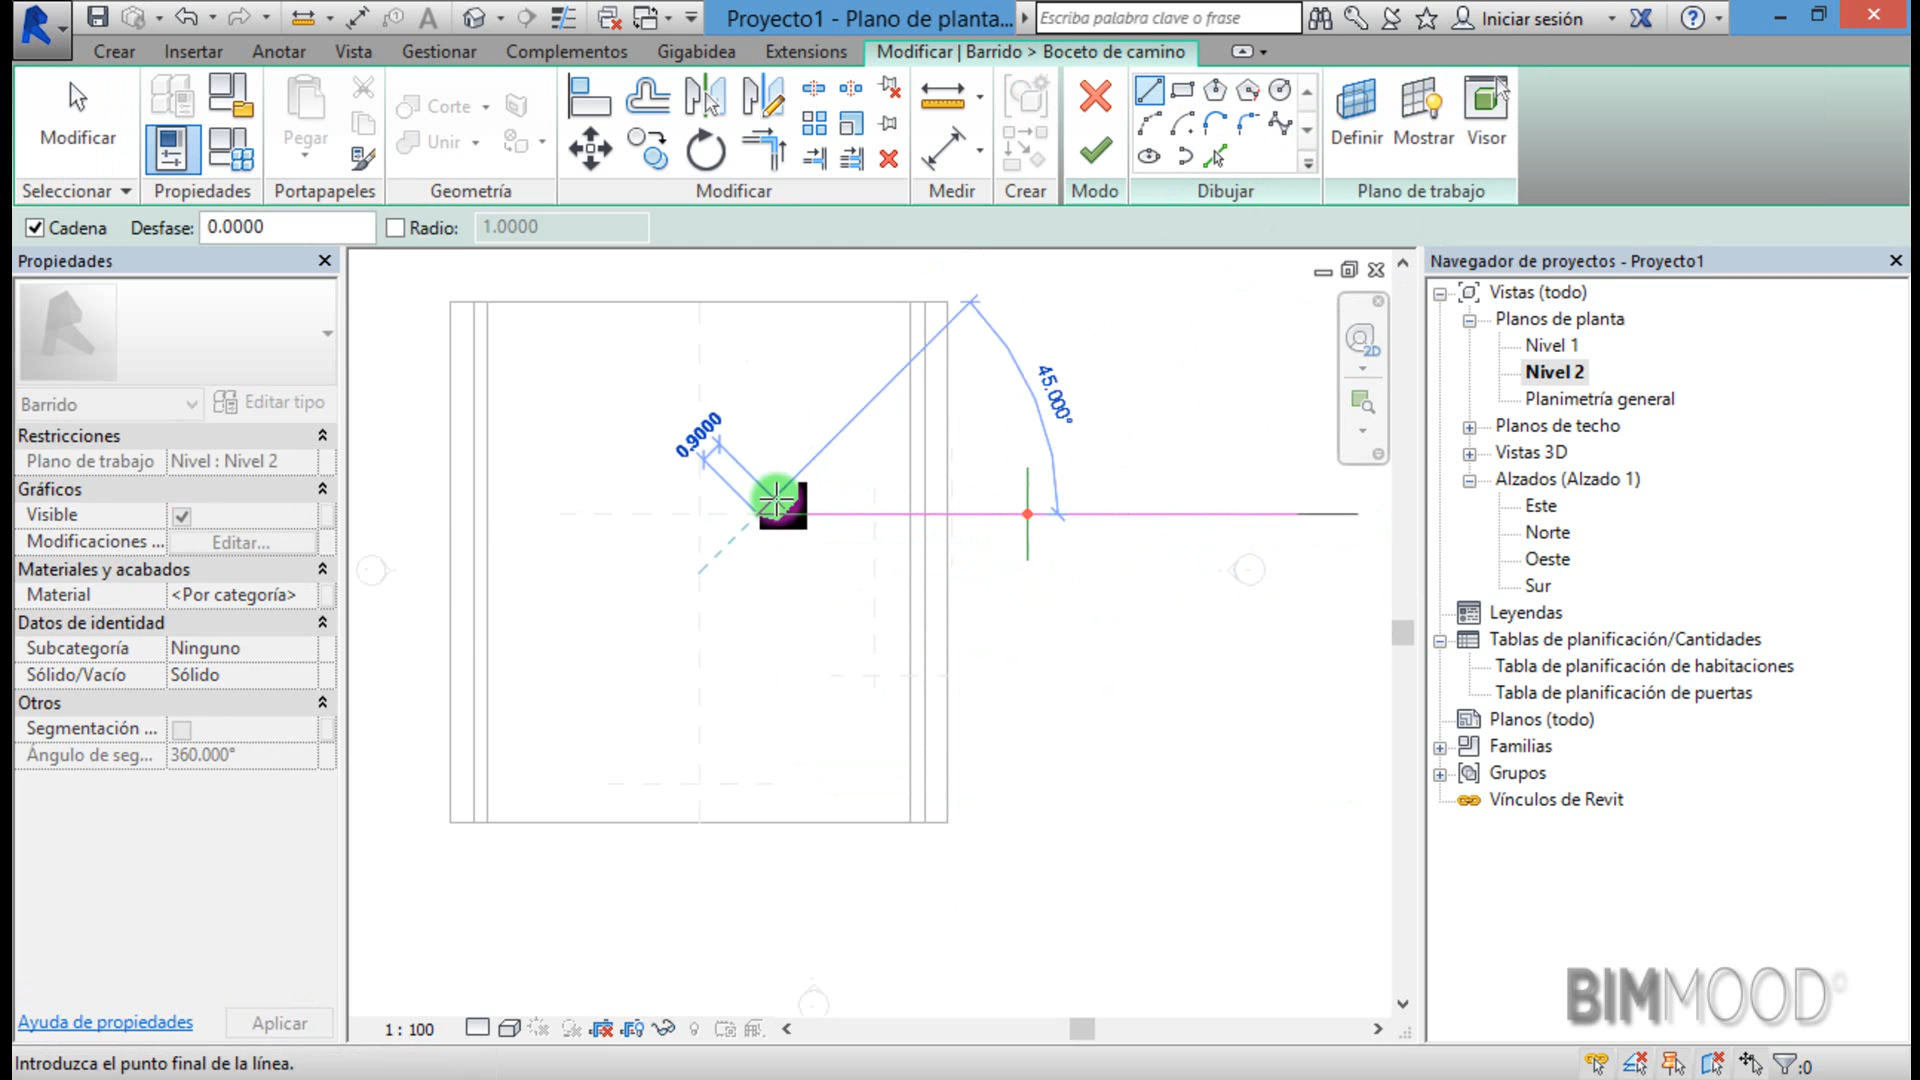 Proyecto1 - Plano de planta...
Escriba palabra clave o frase
Iniciar sesión
Crear Insertar Anotar Vista Gestionar Complementos Gigabidea Extensions Modificar | Barrido > Boceto de camino
Modificar
Pegar
Corte
Unir
Definir Mostrar Visor
Seleccionar Propiedades Portapapeles Geometría Modificar Medir Crear Modo Dibujar Plano de trabajo
Cadena Desfase: 0.0000 Radio: 1.0000
Propiedades
Barrido Editar tipo
Restricciones
Plano de trabajo Nivel : Nivel 2
Gráficos
Visible
Modificaciones ... Editar...
Materiales y acabados
Material <Por categoría>
Datos de identidad
Subcategoría Ninguno
Sólido/Vacío Sólido
Otros
Segmentación ...
Ángulo de seg... 360.000°
Ayuda de propiedades Aplicar
45.000°
0.9000
2D
1 : 100
Navegador de proyectos - Proyecto1
Vistas (todo)
Planos de planta
Nivel 1
Nivel 2
Planimetría general
Planos de techo
Vistas 3D
Alzados (Alzado 1)
Este
Norte
Oeste
Sur
Leyendas
Tablas de planificación/Cantidades
Tabla de planificación de habitaciones
Tabla de planificación de puertas
Planos (todo)
Familias
Grupos
Vínculos de Revit
BIMMOOD©
Introduzca el punto final de la línea.
:0